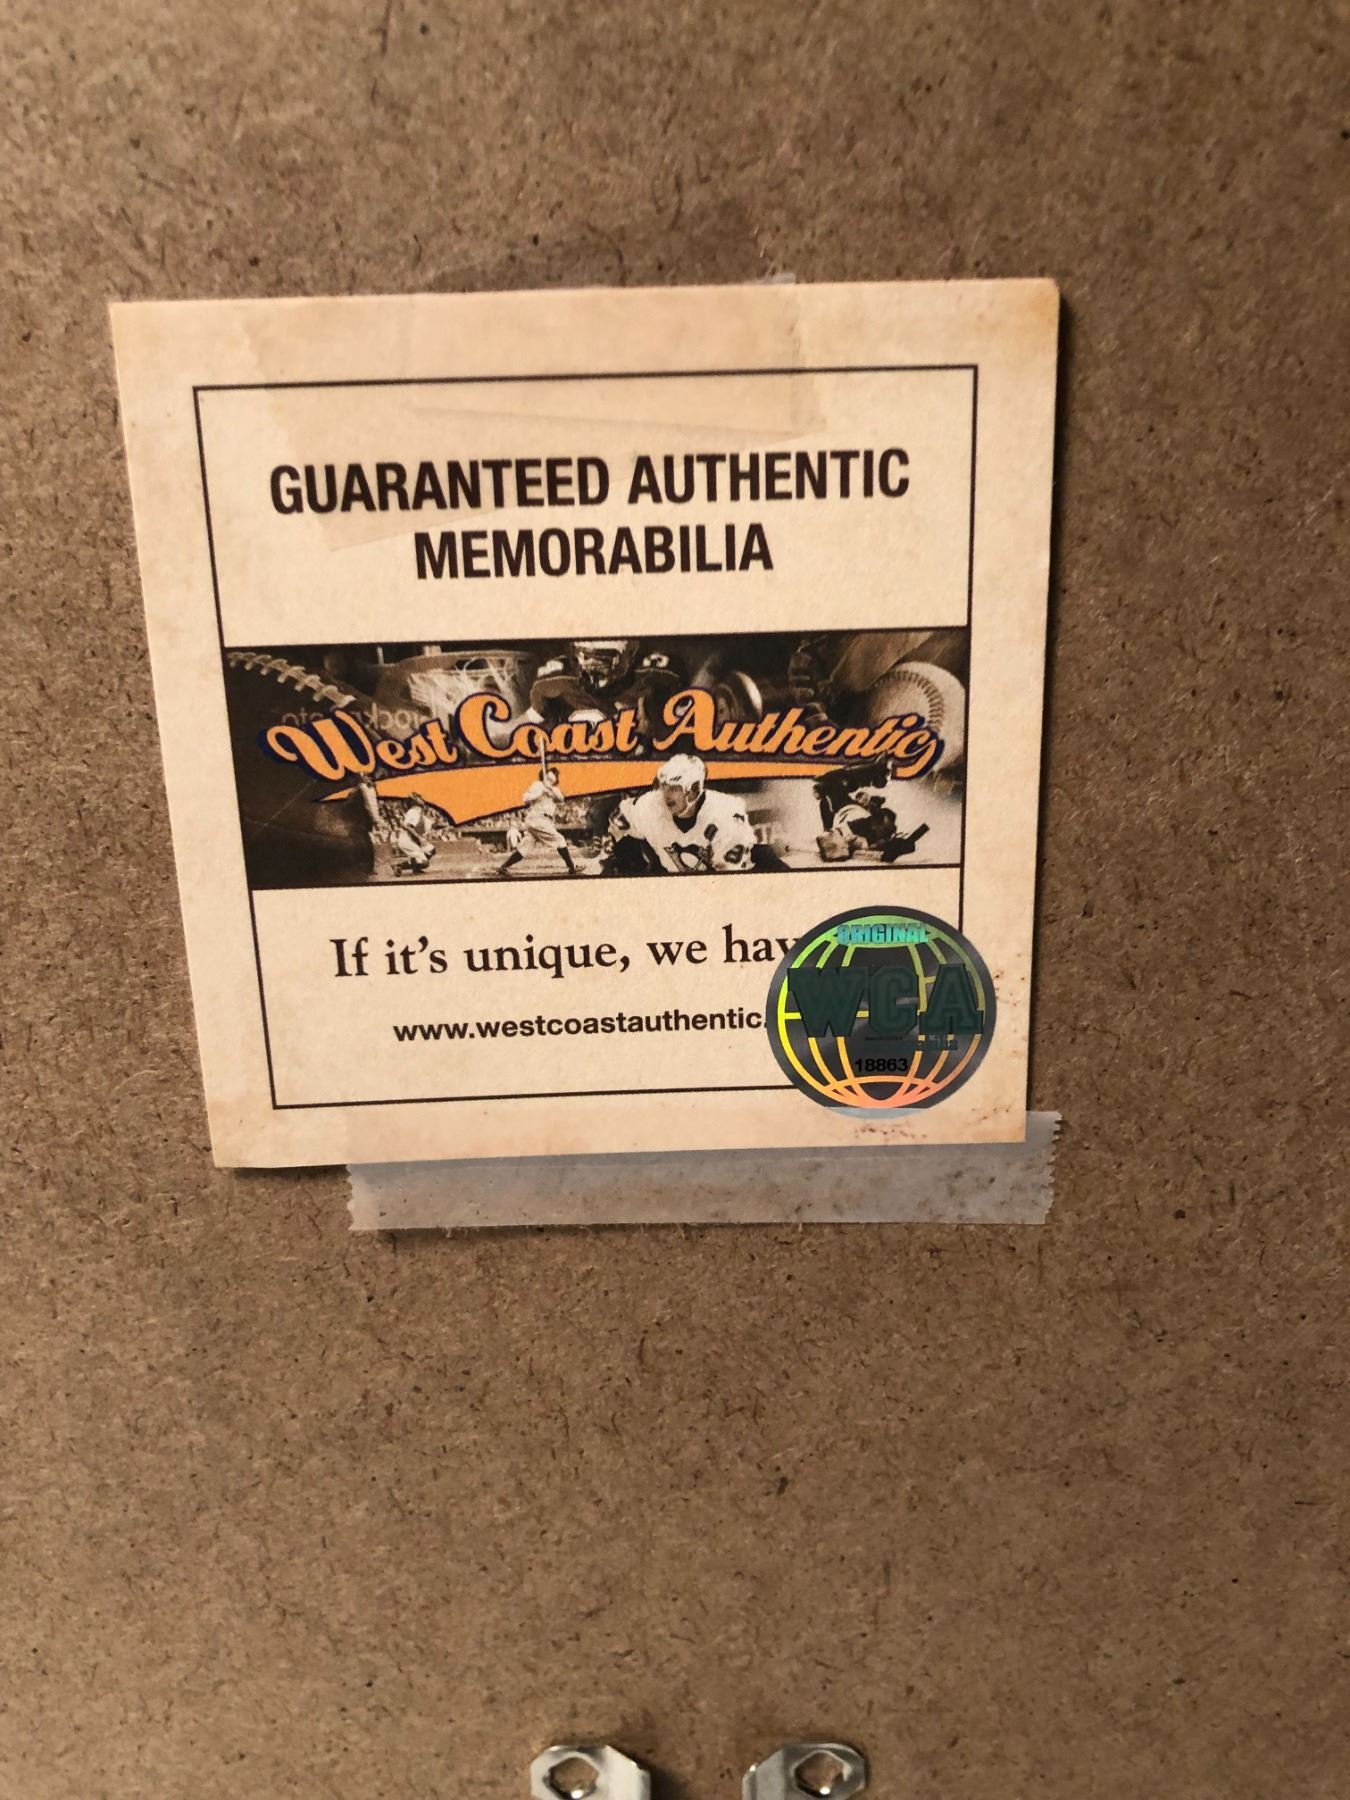 GUARANTEED AUTHENTIC
MEMORABILIA
West Coast Authentic
If it's unique, we hav
www.westcoastauthentic.
ORIGINAL
WCA
18863